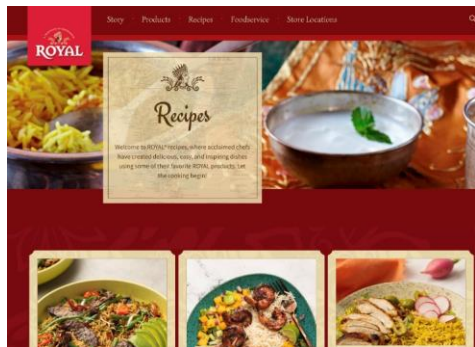 Story · Products · Recipes · Foodservice · Store Locations
ROYAL
Recipes
Welcome to ROYAL® recipes, where acclaimed chefs
have created delicious, easy, and inspiring dishes
using some of their favorite ROYAL products. Let
the cooking begin!